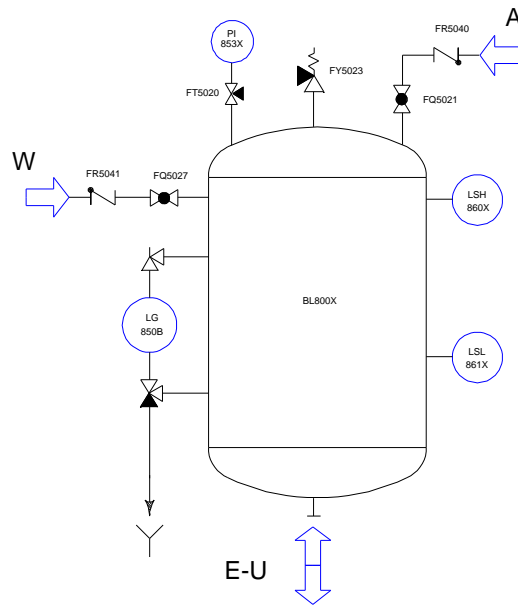 A
PI
853X
FR5040
FY5023
FT5020
FQ5021
W
FR5041
FQ5027
LSH
860X
BL800X
LG
850B
LSL
861X
E-U